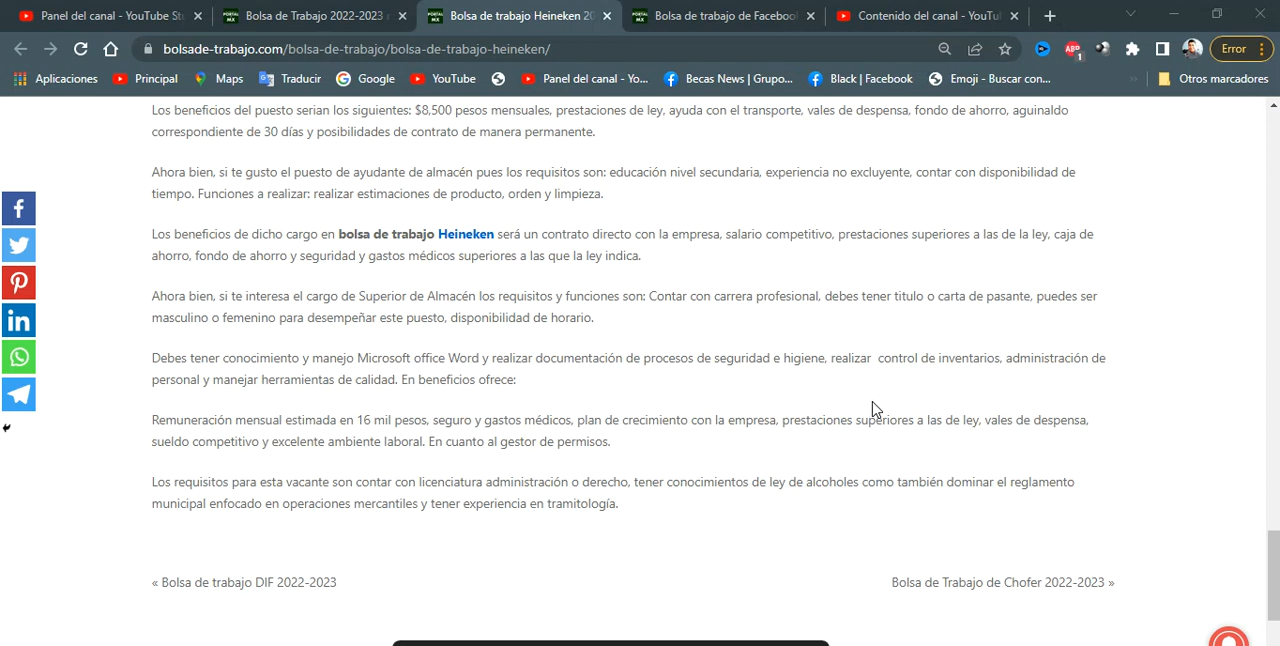 Panel del canal - YouTube St
Bolsa de Trabajo 2022-2023
Bolsa de trabajo Heineken 20
Bolsa de trabajo de Facebook
Contenido del canal - YouTu
bolsade-trabajo.com/bolsa-de-trabajo/bolsa-de-trabajo-heineken/
ABP
1
Error
Aplicaciones
Principal
Maps
Traducir
Google
YouTube
Panel del canal - Yo...
Becas News | Grupo...
Black | Facebook
Emoji - Buscar con...
Otros marcadores
Los beneficios del puesto serian los siguientes: $8,500 pesos mensuales, prestaciones de ley, ayuda con el transporte, vales de despensa, fondo de ahorro, aguinaldo
correspondiente de 30 días y posibilidades de contrato de manera permanente.
Ahora bien, si te gusto el puesto de ayudante de almacén pues los requisitos son: educación nivel secundaria, experiencia no excluyente, contar con disponibilidad de
tiempo. Funciones a realizar: realizar estimaciones de producto, orden y limpieza.
Los beneficios de dicho cargo en bolsa de trabajo Heineken será un contrato directo con la empresa, salario competitivo, prestaciones superiores a las de la ley, caja de
ahorro, fondo de ahorro y seguridad y gastos médicos superiores a las que la ley indica.
Ahora bien, si te interesa el cargo de Superior de Almacén los requisitos y funciones son: Contar con carrera profesional, debes tener titulo o carta de pasante, puedes ser
masculino o femenino para desempeñar este puesto, disponibilidad de horario.
Debes tener conocimiento y manejo Microsoft office Word y realizar documentación de procesos de seguridad e higiene, realizar control de inventarios, administración de
personal y manejar herramientas de calidad. En beneficios ofrece:
Remuneración mensual estimada en 16 mil pesos, seguro y gastos médicos, plan de crecimiento con la empresa, prestaciones superiores a las de ley, vales de despensa,
sueldo competitivo y excelente ambiente laboral. En cuanto al gestor de permisos.
Los requisitos para esta vacante son contar con licenciatura administración o derecho, tener conocimientos de ley de alcoholes como también dominar el reglamento
municipal enfocado en operaciones mercantiles y tener experiencia en tramitología.
« Bolsa de trabajo DIF 2022-2023
Bolsa de Trabajo de Chofer 2022-2023 »